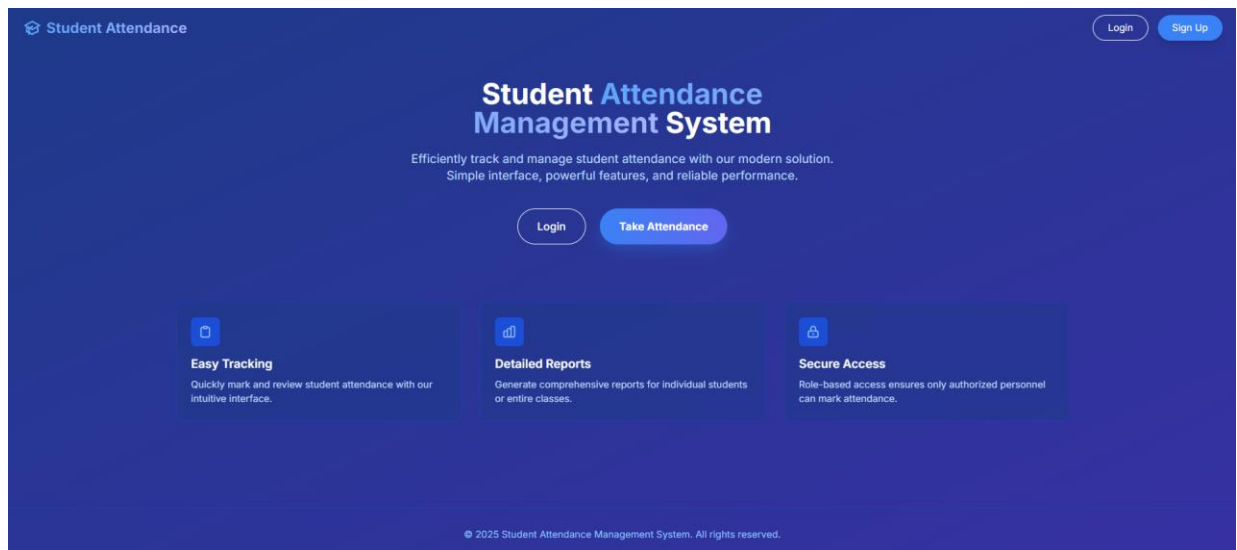 Student Attendance
Login
Sign Up
Student Attendance
Management System
Efficiently track and manage student attendance with our modern solution.
Simple interface, powerful features, and reliable performance.
Login
Take Attendance
Easy Tracking
Quickly mark and review student attendance with our
intuitive interface.
Detailed Reports
Generate comprehensive reports for individual students
or entire classes.
Secure Access
Role-based access ensures only authorized personnel
can mark attendance.
© 2025 Student Attendance Management System. All rights reserved.